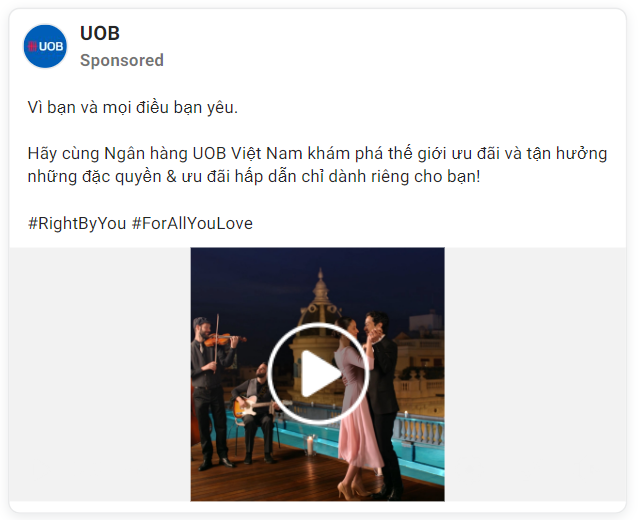 UOB
UOB
Sponsored
Vì bạn và mọi điều bạn yêu.
Hãy cùng Ngân hàng UOB Việt Nam khám phá thế giới ưu đãi và tận hưởng
những đặc quyền & ưu đãi hấp dẫn chỉ dành riêng cho bạn!
#RightByYou #ForAllYouLove